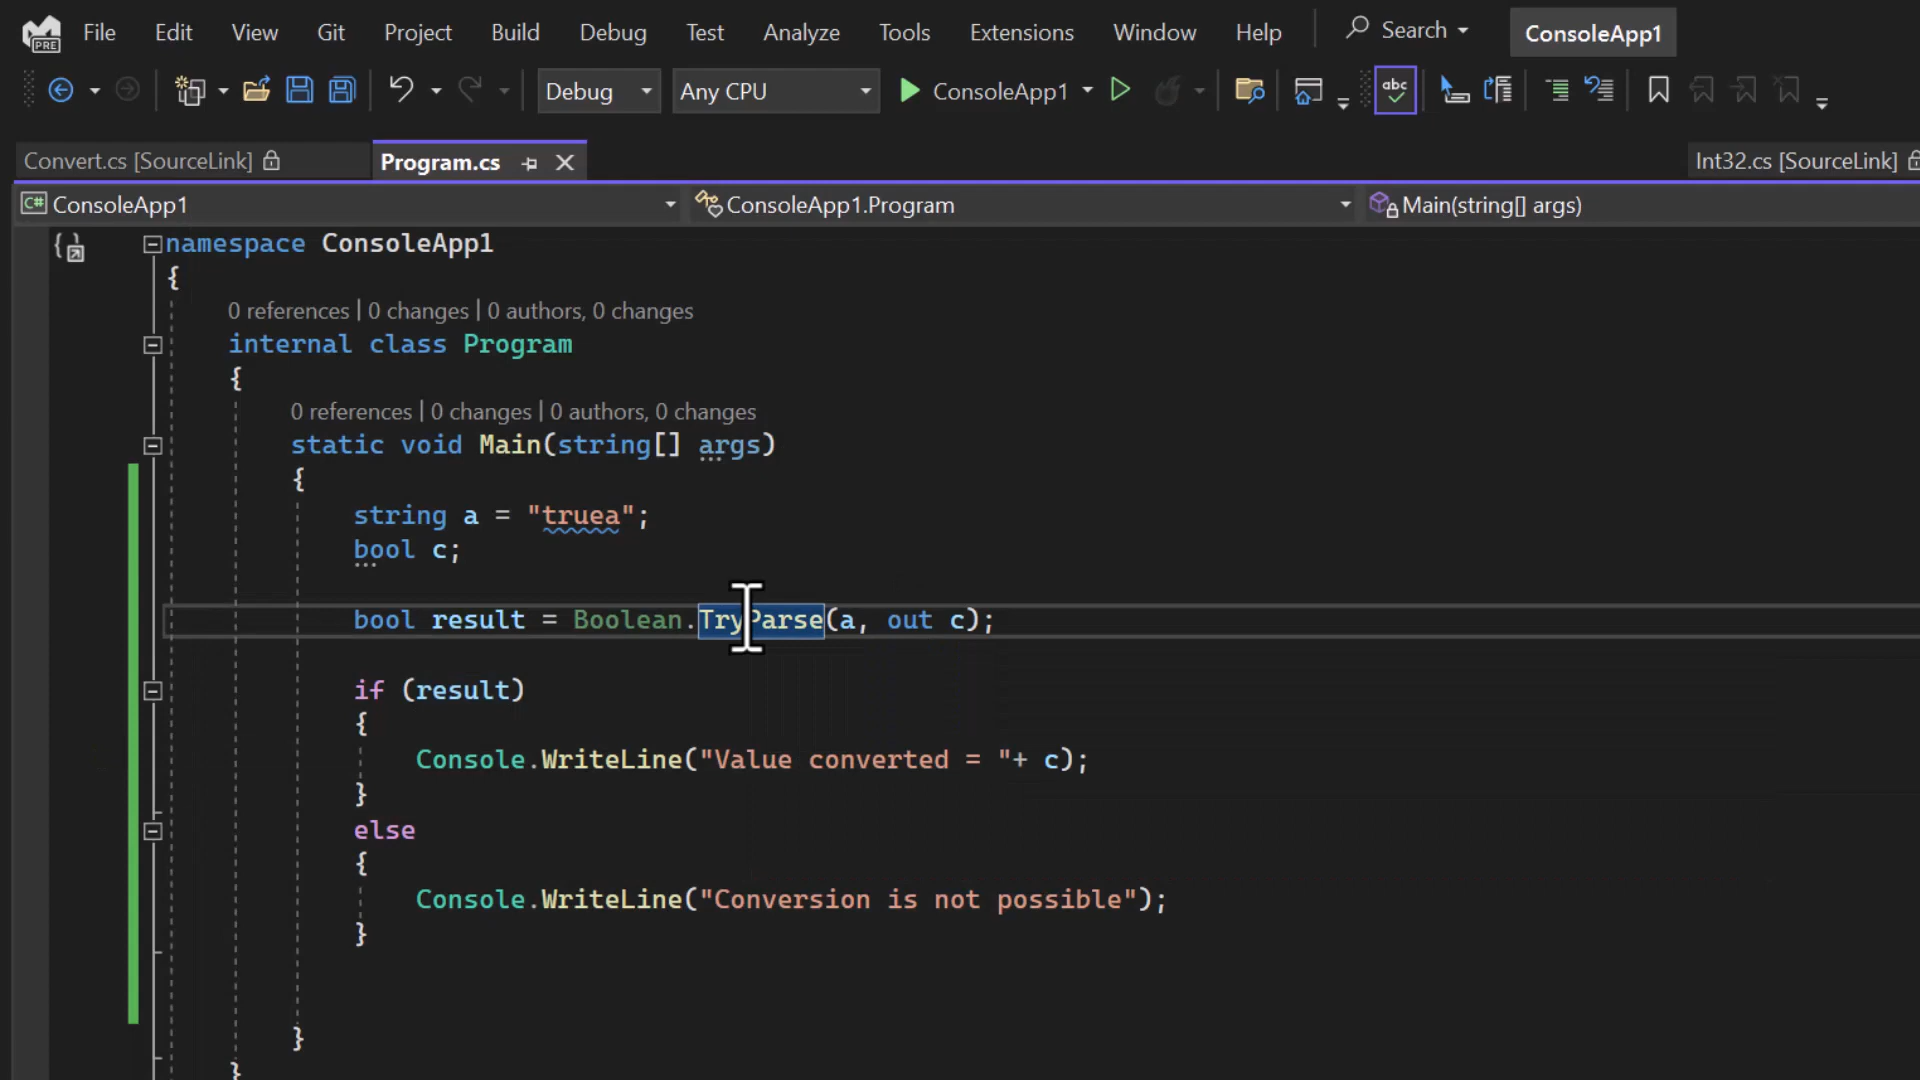 File Edit View Git Project Build Debug Test Analyze Tools Extensions Window Help Search ConsoleApp1
PRE
Debug Any CPU ConsoleApp1 abc
Convert.cs [SourceLink] Program.cs Int32.cs [SourceLink]
C# ConsoleApp1 ConsoleApp1.Program Main(string[] args)
namespace ConsoleApp1
{
0 references | 0 changes | 0 authors, 0 changes
internal class Program
{
0 references | 0 changes | 0 authors, 0 changes
static void Main(string[] args)
{
string a = "truea";
bool c;
bool result = Boolean.TryParse(a, out c);
if (result)
{
Console.WriteLine("Value converted = "+ c);
}
else
{
Console.WriteLine("Conversion is not possible");
}
}
}